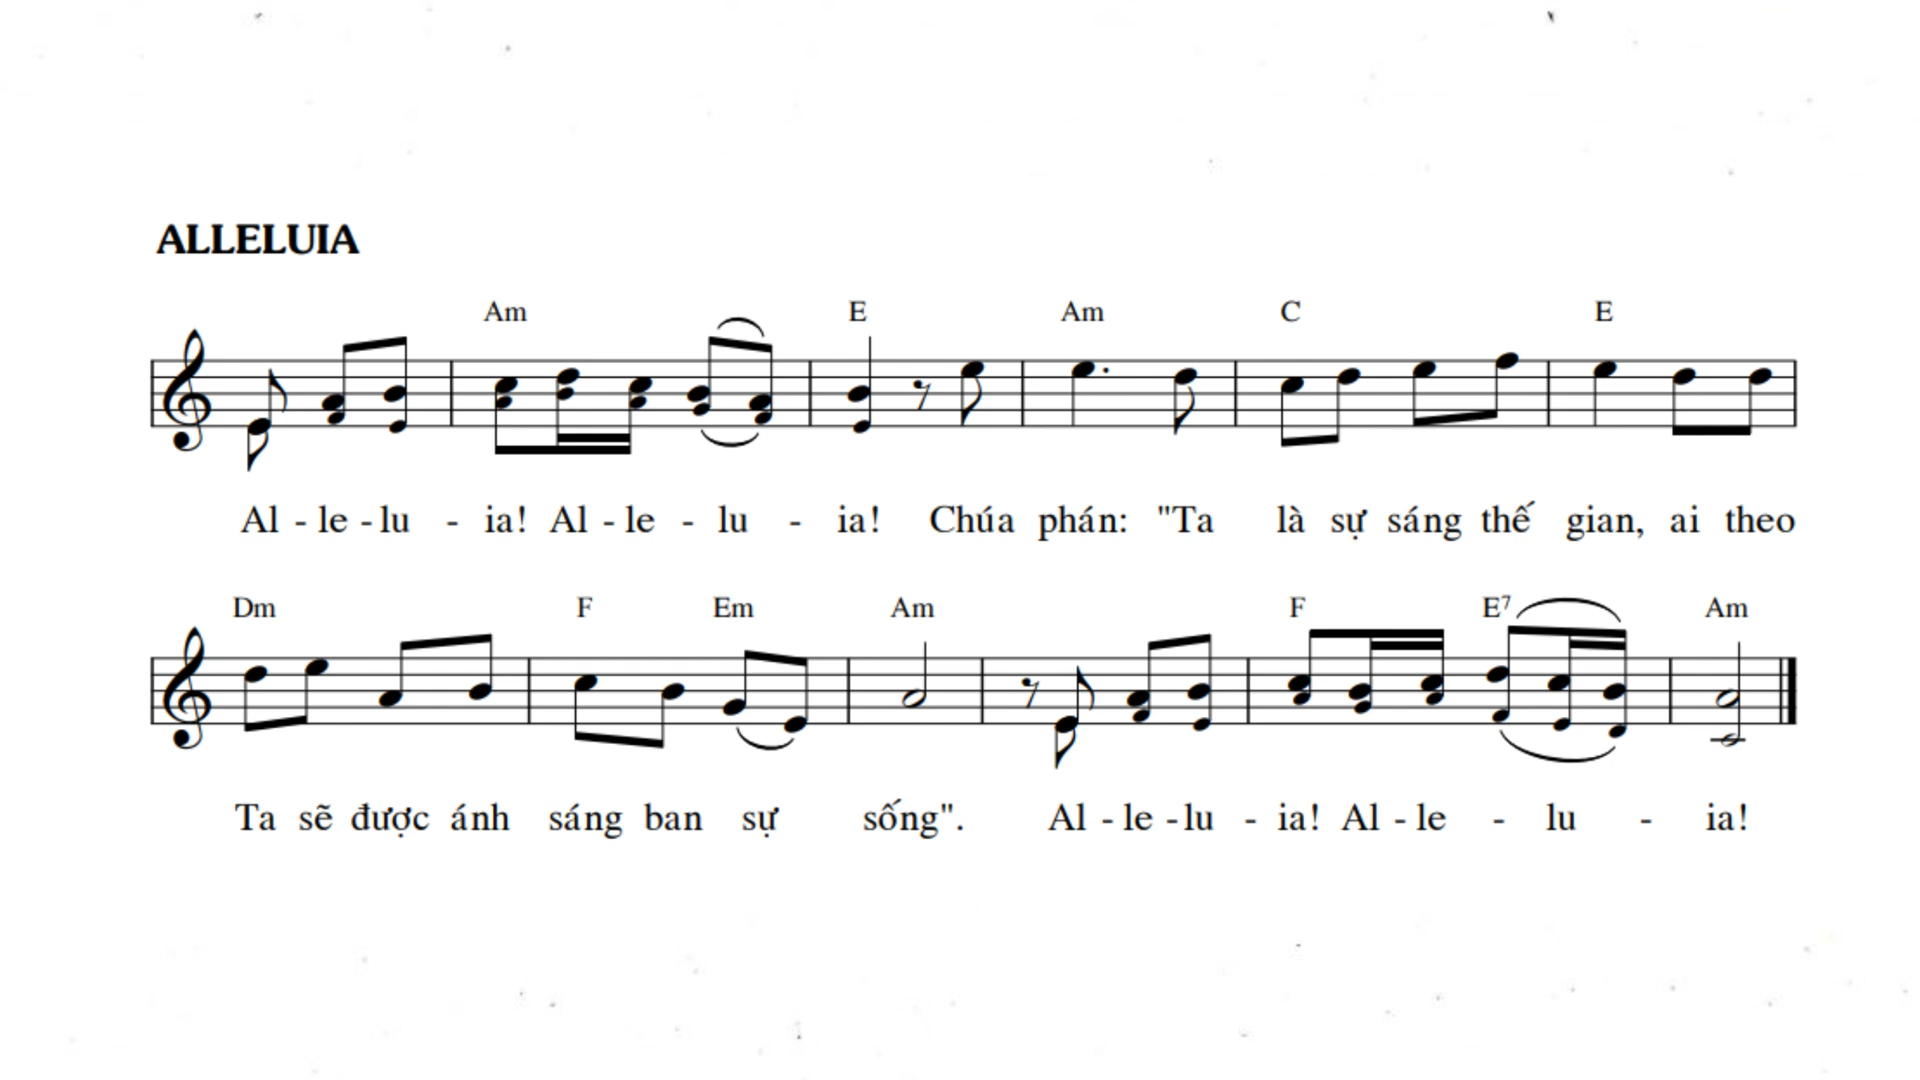 ALLELUIA
Am E Am C E
Al - le - lu - ia! Al - le - lu - ia! Chúa phán: "Ta là sự sáng thế gian, ai theo
Dm F Em Am F E7 Am
Ta sẽ được ánh sáng ban sự sống". Al - le - lu - ia! Al - le - lu - ia!